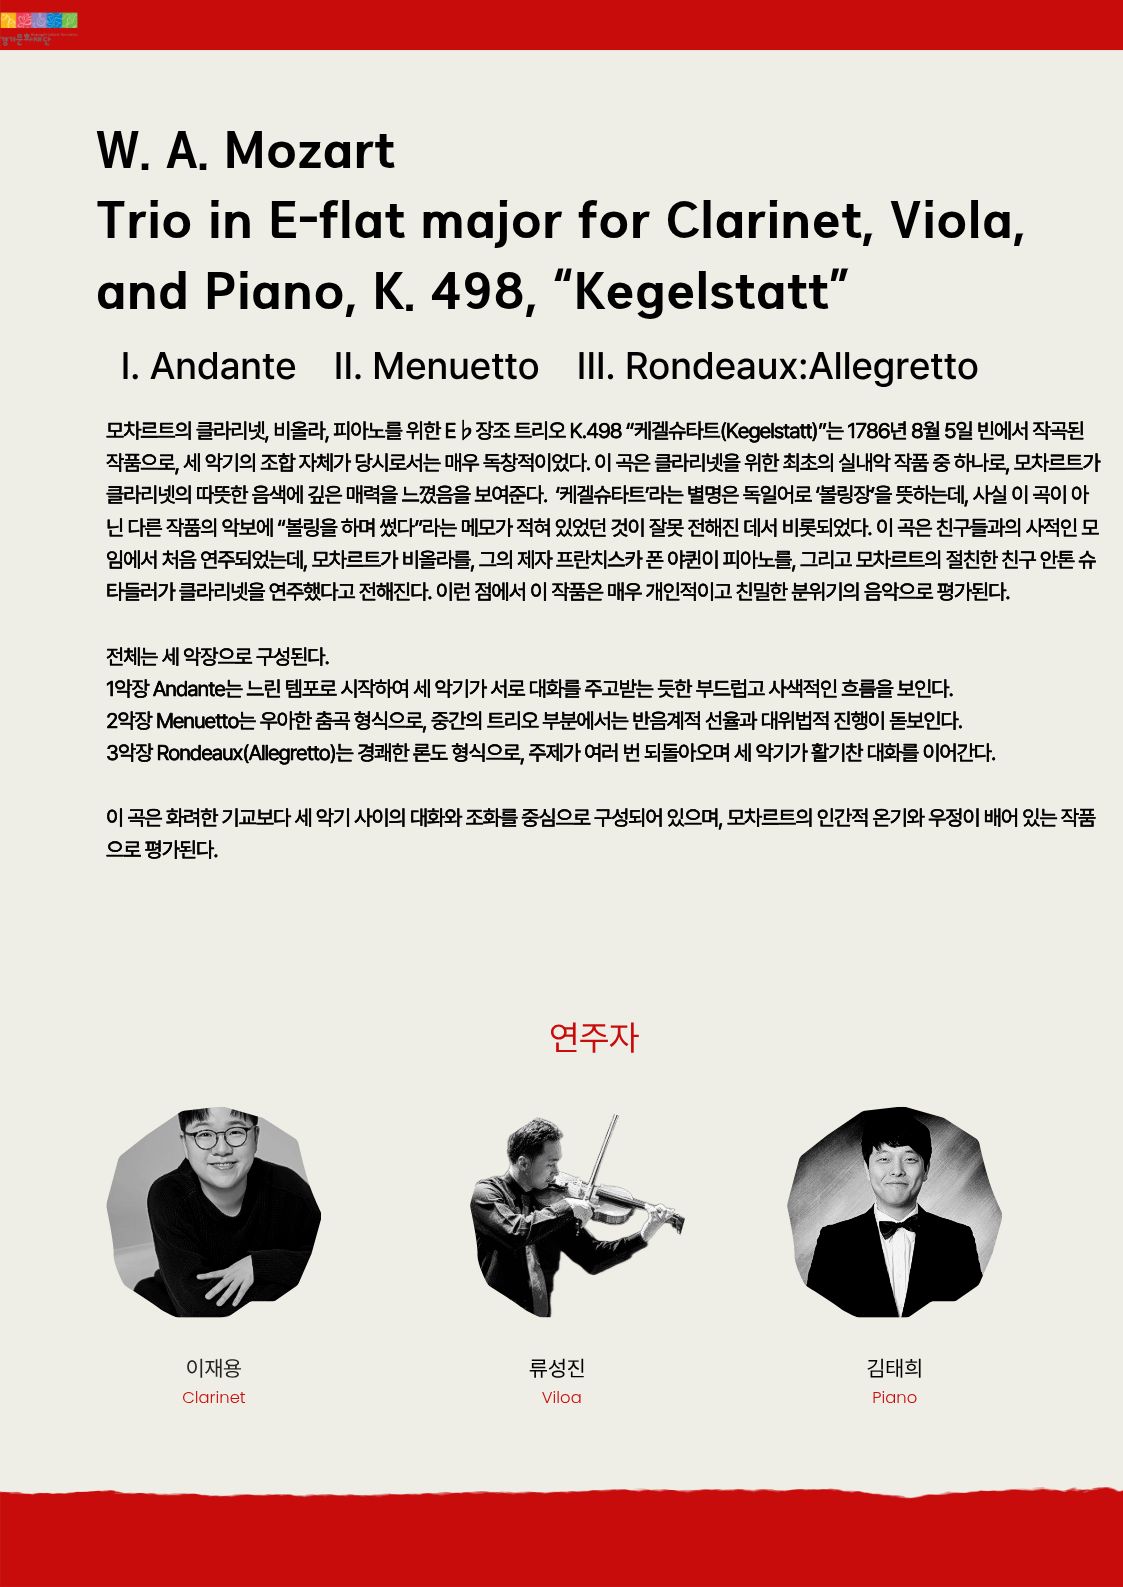 경기문화재단
W. A. Mozart
Trio in E-flat major for Clarinet, Viola,
and Piano, K. 498, “Kegelstatt”
I. Andante II. Menuetto III. Rondeaux:Allegretto
모차르트의 클라리넷, 비올라, 피아노를 위한 E♭장조 트리오 K.498 “케겔슈타트(Kegelstatt)”는 1786년 8월 5일 빈에서 작곡된
작품으로, 세 악기의 조합 자체가 당시로서는 매우 독창적이었다. 이 곡은 클라리넷을 위한 최초의 실내악 작품 중 하나로, 모차르트가
클라리넷의 따뜻한 음색에 깊은 매력을 느꼈음을 보여준다. ‘케겔슈타트’라는 별명은 독일어로 ‘볼링장’을 뜻하는데, 사실 이 곡이 아
닌 다른 작품의 악보에 “볼링을 하며 썼다”라는 메모가 적혀 있었던 것이 잘못 전해진 데서 비롯되었다. 이 곡은 친구들과의 사적인 모
임에서 처음 연주되었는데, 모차르트가 비올라를, 그의 제자 프란치스카 폰 야퀸이 피아노를, 그리고 모차르트의 절친한 친구 안톤 슈
타들러가 클라리넷을 연주했다고 전해진다. 이런 점에서 이 작품은 매우 개인적이고 친밀한 분위기의 음악으로 평가된다.
전체는 세 악장으로 구성된다.
1악장 Andante는 느린 템포로 시작하여 세 악기가 서로 대화를 주고받는 듯한 부드럽고 사색적인 흐름을 보인다.
2악장 Menuetto는 우아한 춤곡 형식으로, 중간의 트리오 부분에서는 반음계적 선율과 대위법적 진행이 돋보인다.
3악장 Rondeaux(Allegretto)는 경쾌한 론도 형식으로, 주제가 여러 번 되돌아오며 세 악기가 활기찬 대화를 이어간다.
이 곡은 화려한 기교보다 세 악기 사이의 대화와 조화를 중심으로 구성되어 있으며, 모차르트의 인간적 온기와 우정이 배어 있는 작품
으로 평가된다.
연주자
이재용
Clarinet
류성진
Viloa
김태희
Piano